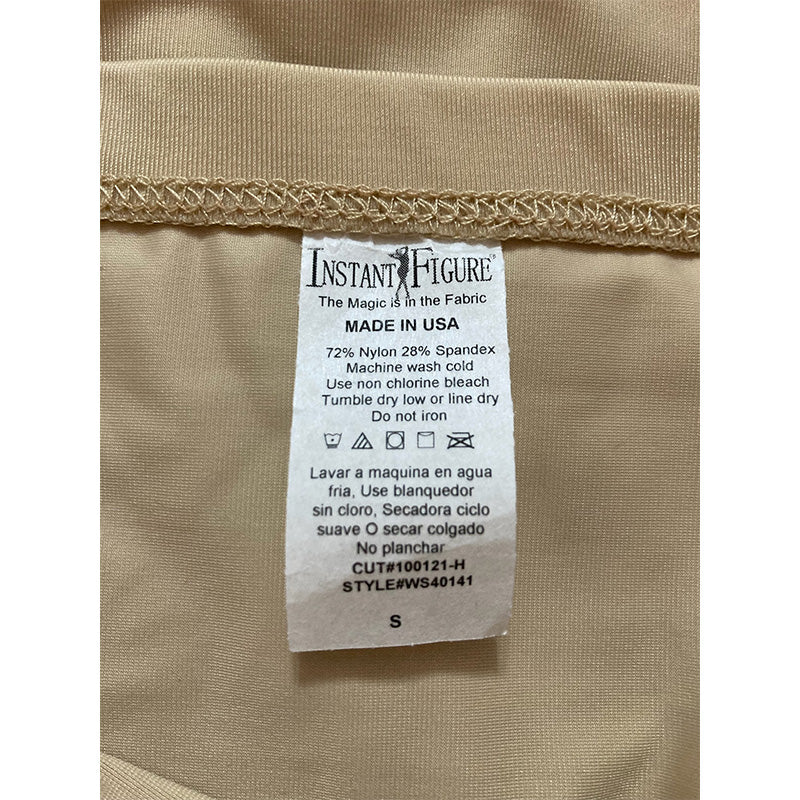 INSTANT FIGURE®
The Magic is in the Fabric
MADE IN USA
72% Nylon 28% Spandex
Machine wash cold
Use non chlorine bleach
Tumble dry low or line dry
Do not iron
Lavar a maquina en agua
fria, Use blanquedor
sin cloro, Secadora ciclo
suave O secar colgado
No planchar
CUT#100121-H
STYLE#WS40141
S